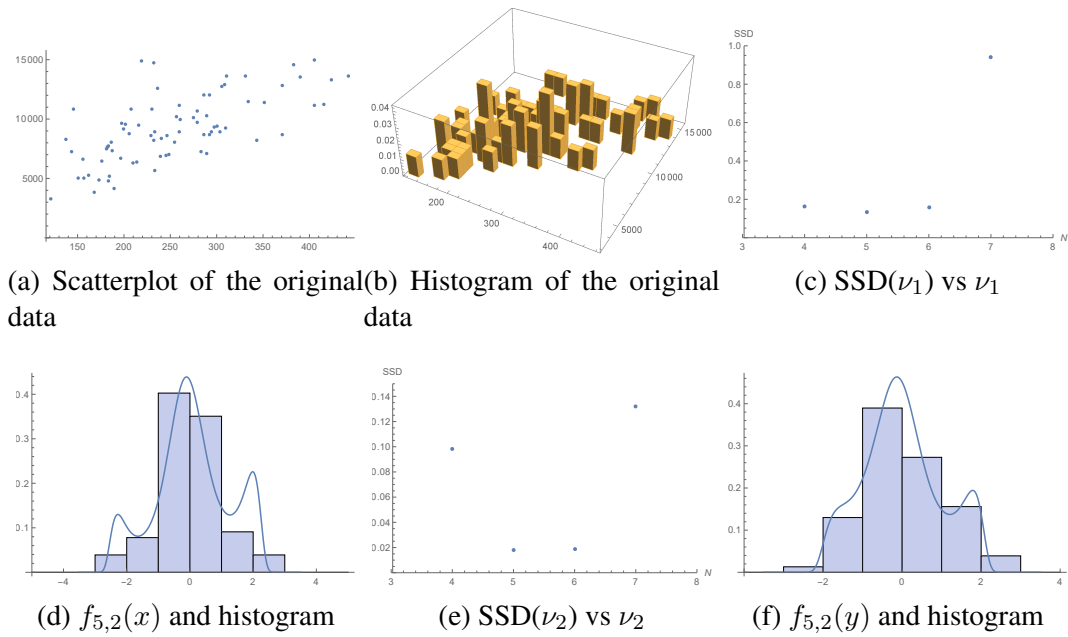 15000
10000
5000
150 200 250 300 350 400
0.04
0.03
0.02
0.01
0.00
200
300
400
5000
10000
15000
SSD
1.0
0.8
0.6
0.4
0.2
3 4 5 6 7 8 N
(a) Scatterplot of the original
data
(b) Histogram of the original
data
(c) SSD(ν₁) vs ν₁
0.4
0.3
0.2
0.1
-4 -2 0 2 4
SSD
0.14
0.12
0.10
0.08
0.06
0.04
0.02
3 4 5 6 7 8 N
0.4
0.3
0.2
0.1
-2 0 2 4
(d) f₅,₂(x) and histogram
(e) SSD(ν₂) vs ν₂
(f) f₅,₂(y) and histogram